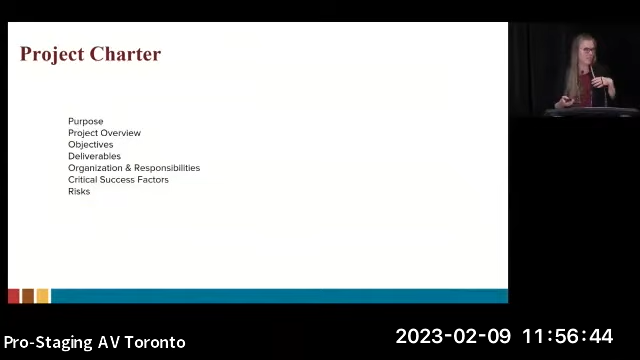 Project Charter
Purpose
Project Overview
Objectives
Deliverables
Organization & Responsibilities
Critical Success Factors
Risks
Pro-Staging AV Toronto
2023-02-09 11:56:44